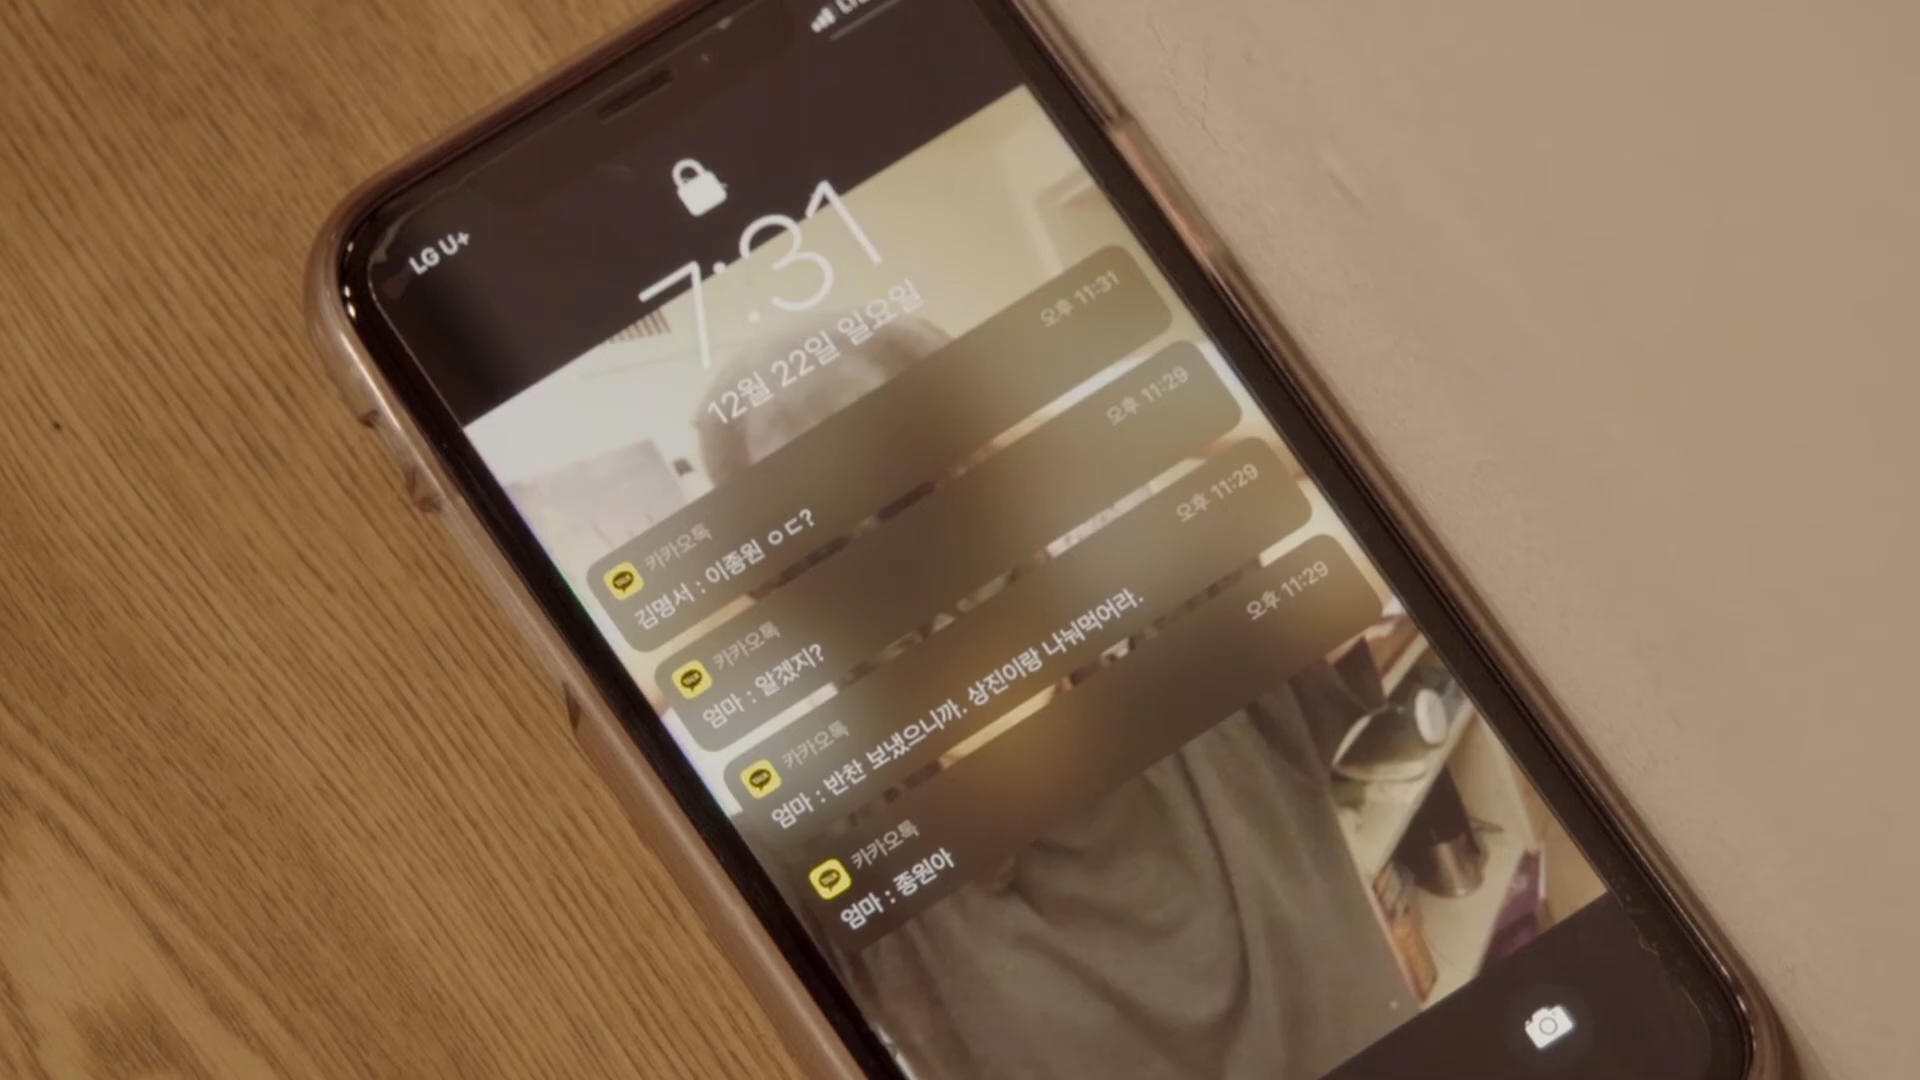 LG U+
7:31
12월 22일 일요일
카카오톡 오후 11:31
김명서 : 이종원 ㅇㄷ?
카카오톡 오후 11:29
엄마 : 알겠지?
카카오톡 오후 11:29
엄마 : 반찬 보냈으니까. 상진이랑 나눠먹어라.
카카오톡 오후 11:29
엄마 : 종원아